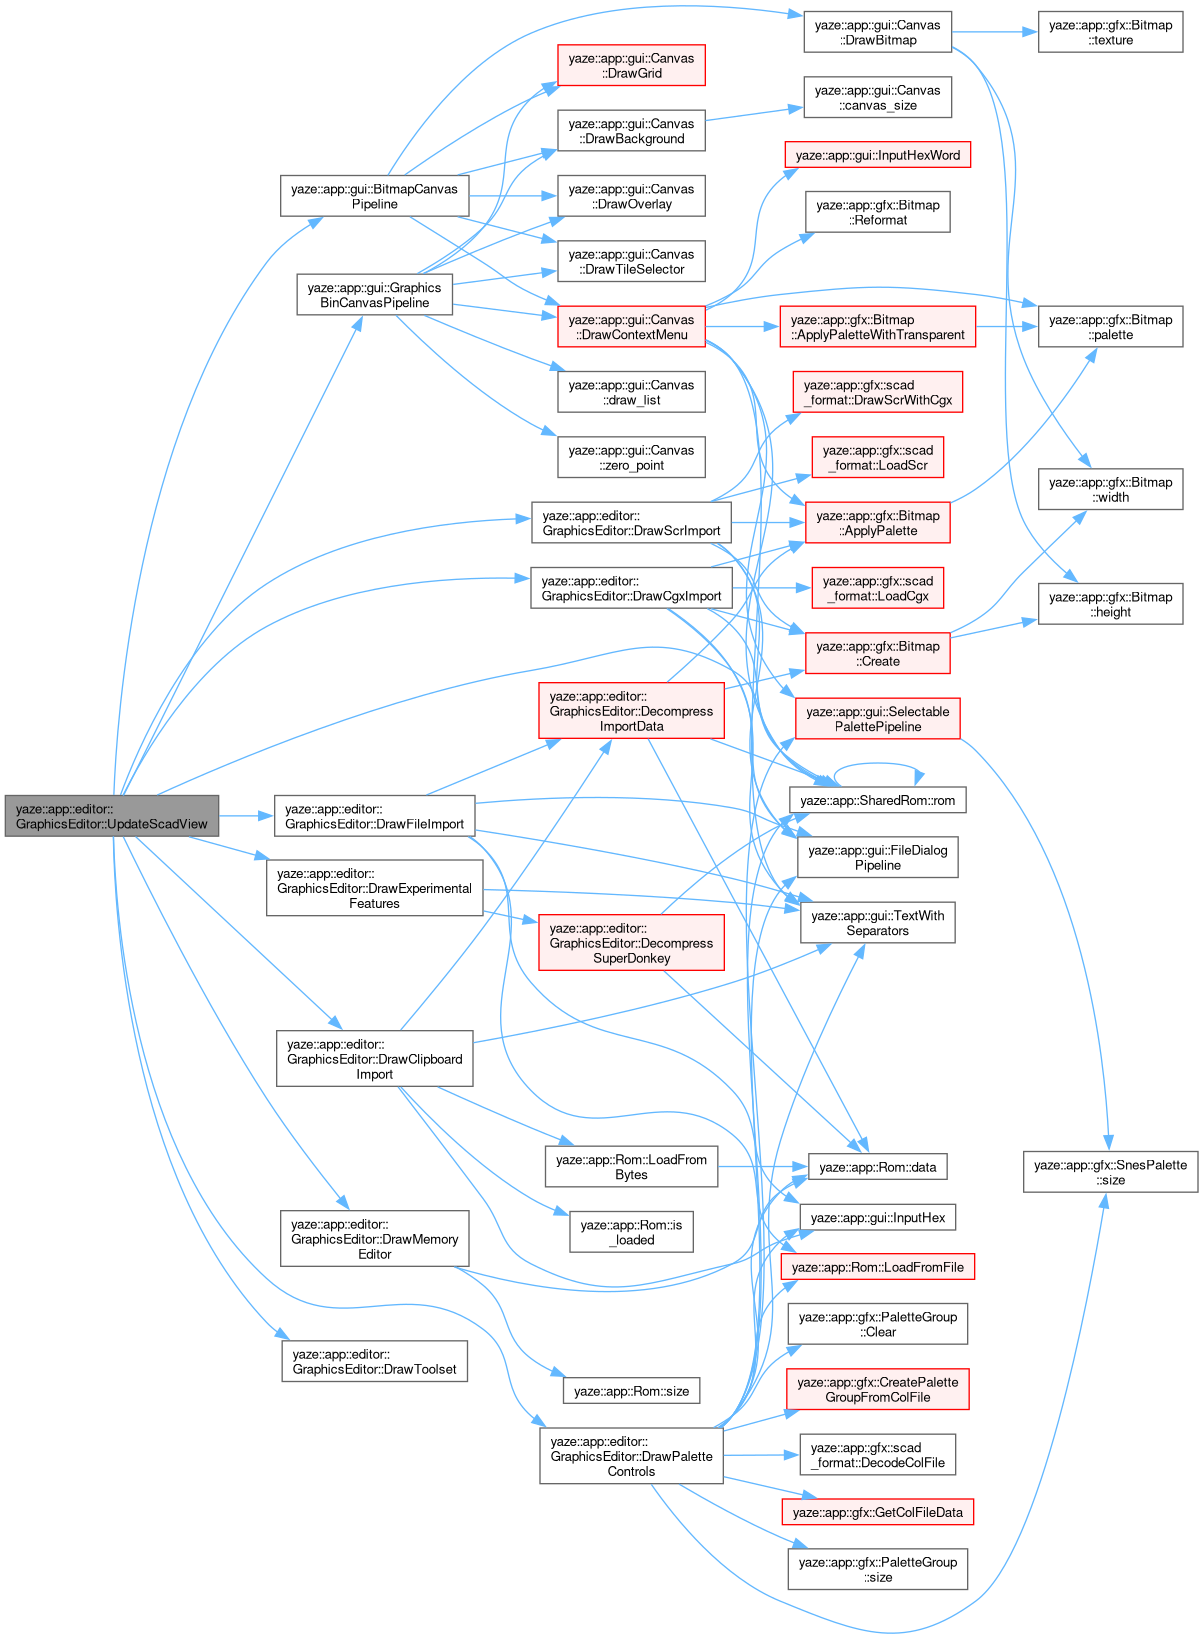 yaze::app::editor::
GraphicsEditor::UpdateScadView
yaze::app::gui::BitmapCanvas
Pipeline
yaze::app::gui::Graphics
BinCanvasPipeline
yaze::app::editor::
GraphicsEditor::DrawFileImport
yaze::app::editor::
GraphicsEditor::DrawExperimental
Features
yaze::app::editor::
GraphicsEditor::DrawClipboard
Import
yaze::app::editor::
GraphicsEditor::DrawMemory
Editor
yaze::app::editor::
GraphicsEditor::DrawToolset
yaze::app::gui::Canvas
::DrawGrid
yaze::app::gui::Canvas
::DrawBackground
yaze::app::gui::Canvas
::DrawOverlay
yaze::app::gui::Canvas
::DrawTileSelector
yaze::app::gui::Canvas
::DrawContextMenu
yaze::app::gui::Canvas
::draw_list
yaze::app::gui::Canvas
::zero_point
yaze::app::editor::
GraphicsEditor::DrawScrImport
yaze::app::editor::
GraphicsEditor::DrawCgxImport
yaze::app::editor::
GraphicsEditor::Decompress
ImportData
yaze::app::editor::
GraphicsEditor::Decompress
SuperDonkey
yaze::app::Rom::LoadFrom
Bytes
yaze::app::Rom::is
_loaded
yaze::app::Rom::size
yaze::app::editor::
GraphicsEditor::DrawPalette
Controls
yaze::app::gui::Canvas
::DrawBitmap
yaze::app::gui::Canvas
::canvas_size
yaze::app::gui::InputHexWord
yaze::app::gfx::Bitmap
::Reformat
yaze::app::gfx::Bitmap
::ApplyPaletteWithTransparent
yaze::app::gfx::scad
_format::DrawScrWithCgx
yaze::app::gfx::scad
_format::LoadScr
yaze::app::gfx::Bitmap
::ApplyPalette
yaze::app::gfx::scad
_format::LoadCgx
yaze::app::gfx::Bitmap
::Create
yaze::app::gui::Selectable
PalettePipeline
yaze::app::SharedRom::rom
yaze::app::gui::FileDialog
Pipeline
yaze::app::gui::TextWith
Separators
yaze::app::Rom::data
yaze::app::gui::InputHex
yaze::app::Rom::LoadFromFile
yaze::app::gfx::PaletteGroup
::Clear
yaze::app::gfx::CreatePalette
GroupFromColFile
yaze::app::gfx::scad
_format::DecodeColFile
yaze::app::gfx::GetColFileData
yaze::app::gfx::PaletteGroup
::size
yaze::app::gfx::Bitmap
::texture
yaze::app::gfx::Bitmap
::palette
yaze::app::gfx::Bitmap
::width
yaze::app::gfx::Bitmap
::height
yaze::app::gfx::SnesPalette
::size